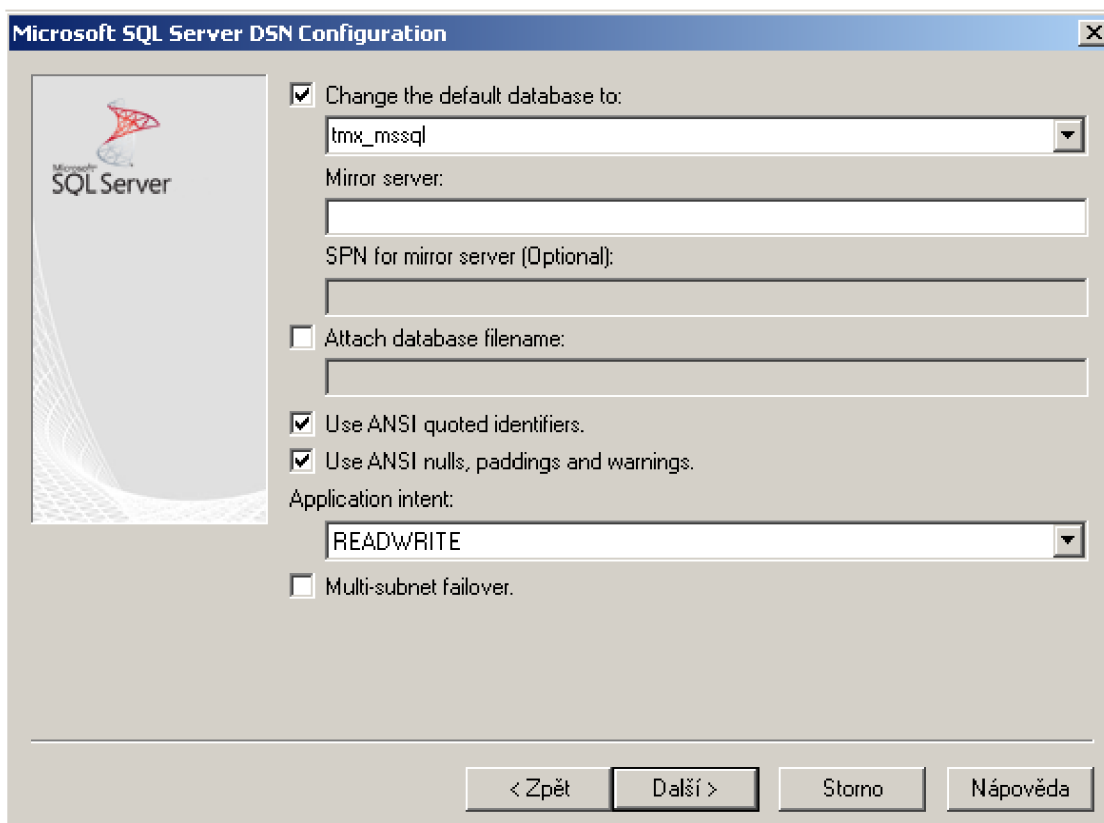 Microsoft SQL Server DSN Configuration
Microsoft
SQL Server
Change the default database to:
tmx_mssql
Mirror server:
SPN for mirror server (Optional):
Attach database filename:
Use ANSI quoted identifiers.
Use ANSI nulls, paddings and warnings.
Application intent:
READWRITE
Multi-subnet failover.
< Zpět
Další >
Storno
Nápověda